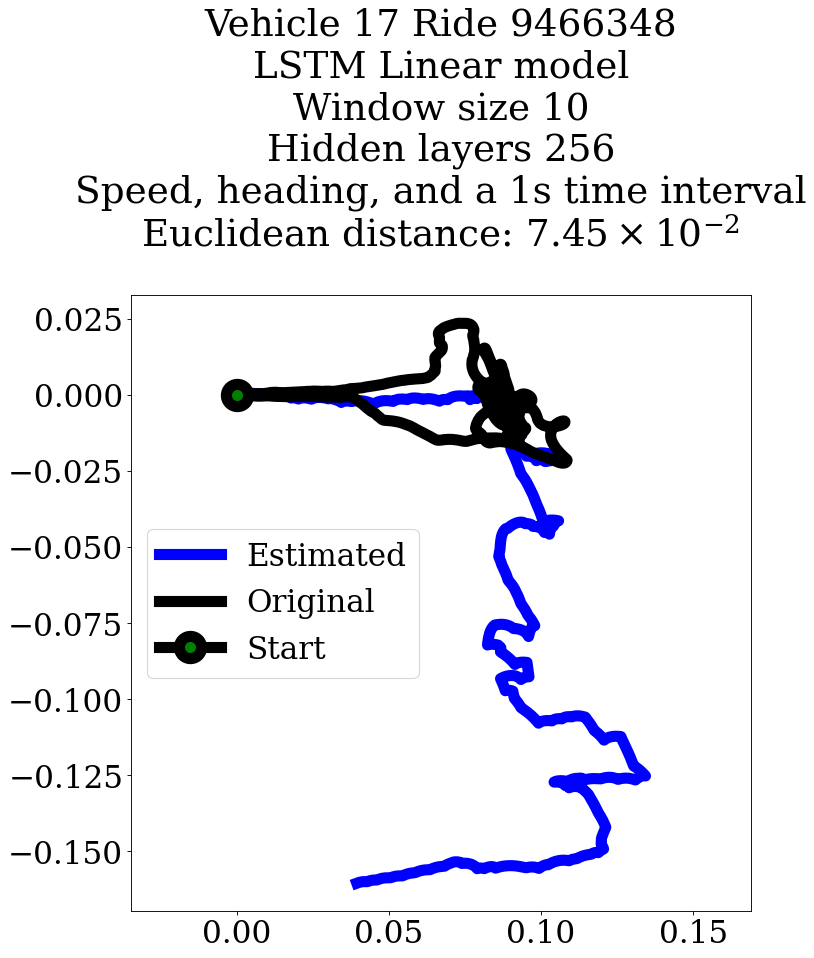 Vehicle 17 Ride 9466348
LSTM Linear model
Window size 10
Hidden layers 256
Speed, heading, and a 1s time interval
Euclidean distance: 7.45 × 10⁻²
0.025
0.000
−0.025
−0.050
−0.075
−0.100
−0.125
−0.150
Estimated
Original
Start
0.00
0.05
0.10
0.15